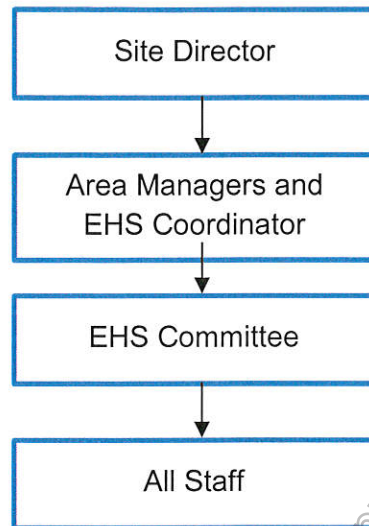 Site Director
Area Managers and
EHS Coordinator
EHS Committee
All Staff